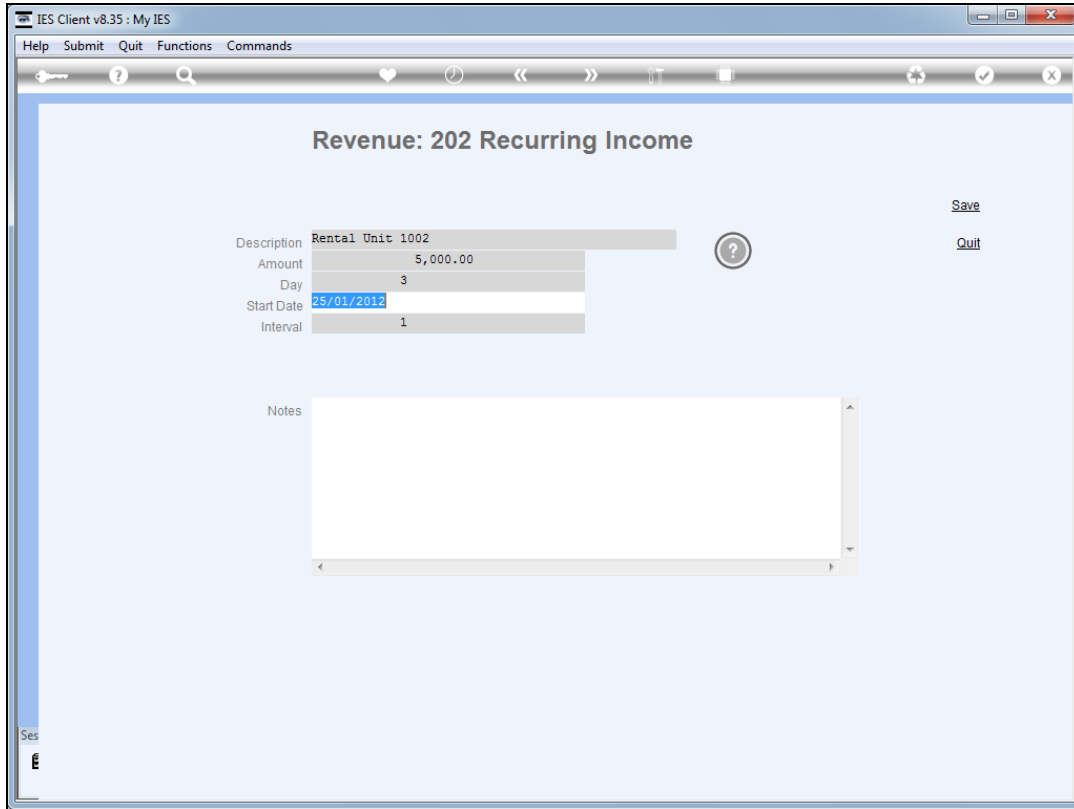 IES Client v8.35 : My IES
Help Submit Quit Functions Commands
Revenue: 202 Recurring Income
Save
Description Rental Unit 1002
Quit
Amount 5,000.00
Day 3
Start Date 25/01/2012
Interval 1
Notes
Ses